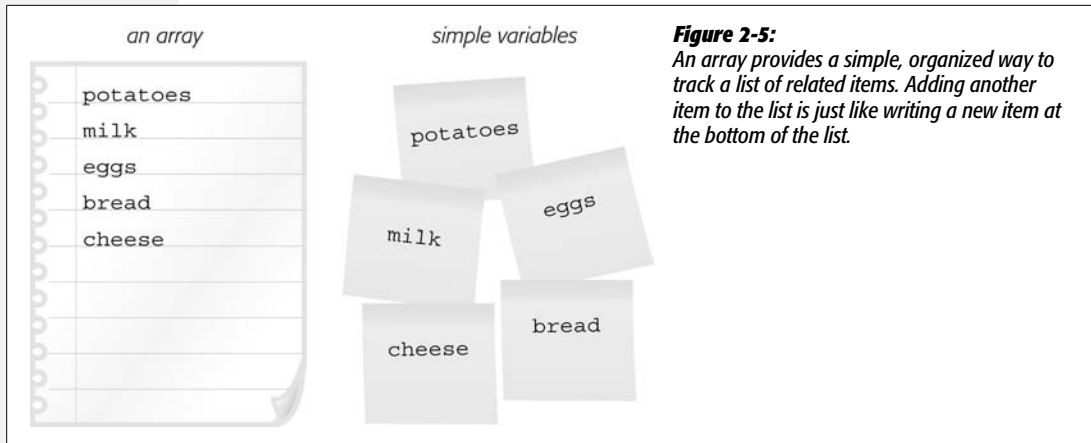 an array
potatoes
milk
eggs
bread
cheese
simple variables
potatoes
eggs
milk
bread
cheese
Figure 2-5:
An array provides a simple, organized way to
track a list of related items. Adding another
item to the list is just like writing a new item at
the bottom of the list.